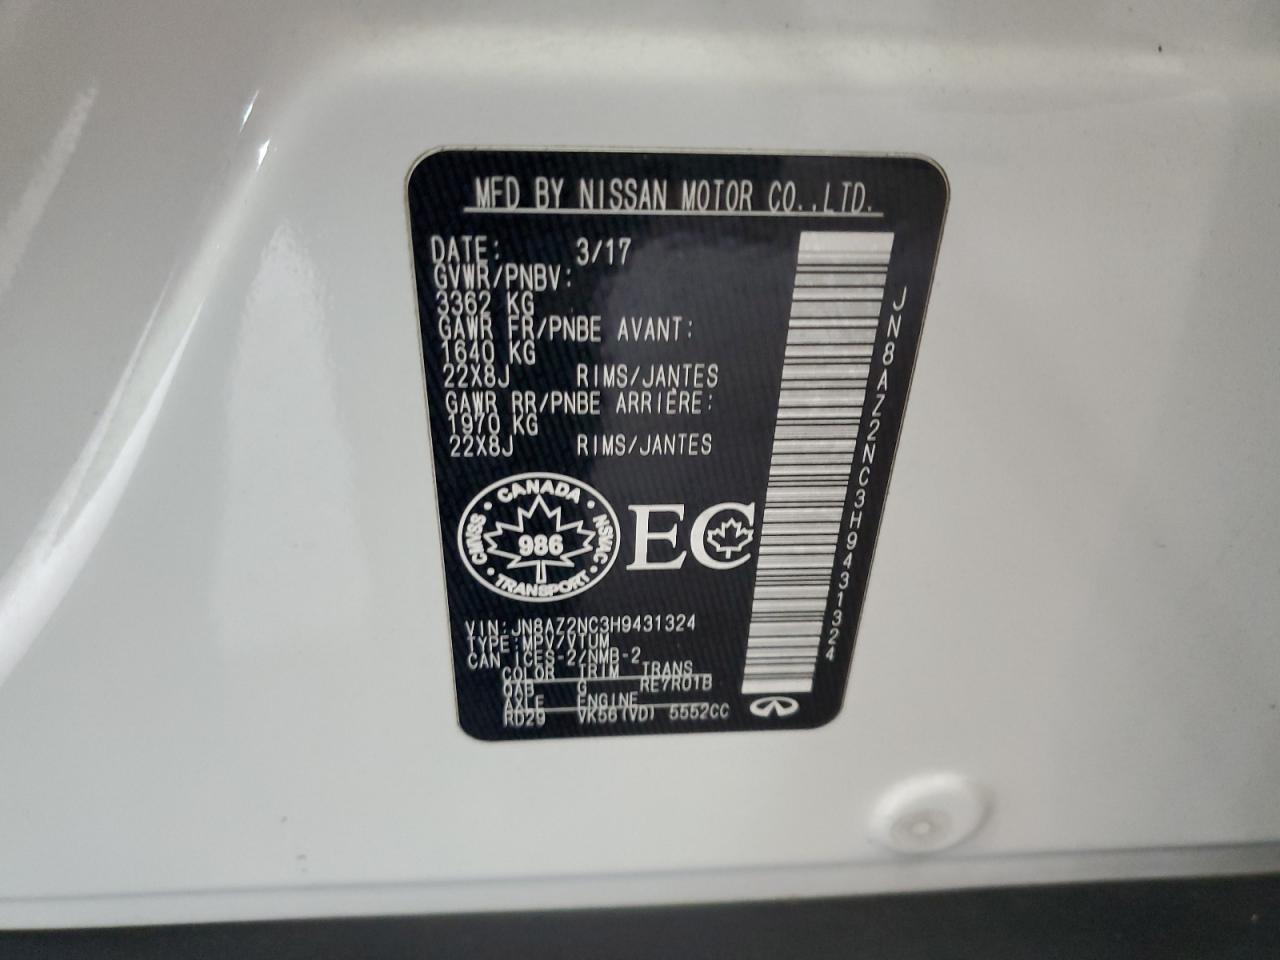 MFD BY NISSAN MOTOR CO.,LTD.
DATE: 3/17
GVWR/PNBV:
3362 KG
GAWR FR/PNBE AVANT:
1640 KG
22X8J RIMS/JANTES
GAWR RR/PNBE ARRIÈRE:
1970 KG
22X8J RIMS/JANTES
JN8AZ2NC3H9431324
CANADA
CMVSS 986 NSVAC
TRANSPORT
EC
VIN:JN8AZ2NC3H9431324
TYPE:MPV/VTUM
CAN ICES-2/NMB-2
COLOR TRIM TRANS
QAB G RE7R01B
AXLE ENGINE
RD29 VK56(VD) 5552CC